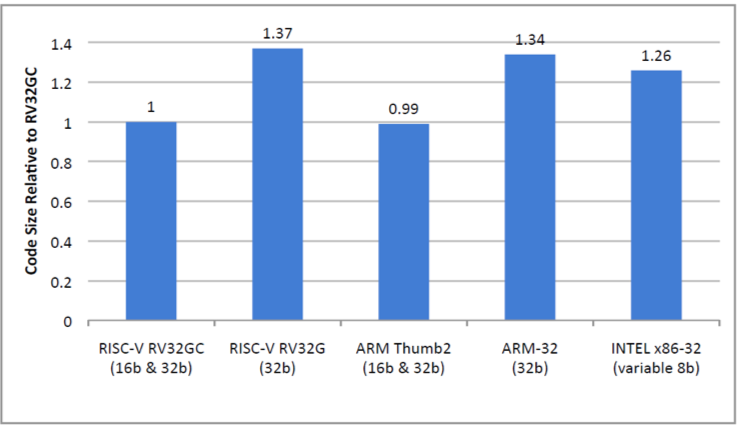 Code Size Relative to RV32GC
1.4
1.2
1
0.8
0.6
0.4
0.2
0
1
1.37
0.99
1.34
1.26
RISC-V RV32GC
(16b & 32b)
RISC-V RV32G
(32b)
ARM Thumb2
(16b & 32b)
ARM-32
(32b)
INTEL x86-32
(variable 8b)